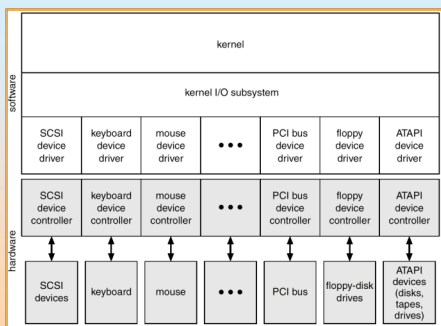 software
kernel
kernel I/O subsystem
SCSI
device
driver
keyboard
device
driver
mouse
device
driver
•••
PCI bus
device
driver
floppy
device
driver
ATAPI
device
driver
hardware
SCSI
device
controller
keyboard
device
controller
mouse
device
controller
•••
PCI bus
device
controller
floppy
device
controller
ATAPI
device
controller
SCSI
devices
keyboard
mouse
•••
PCI bus
floppy-disk
drives
ATAPI
devices
(disks,
tapes,
drives)